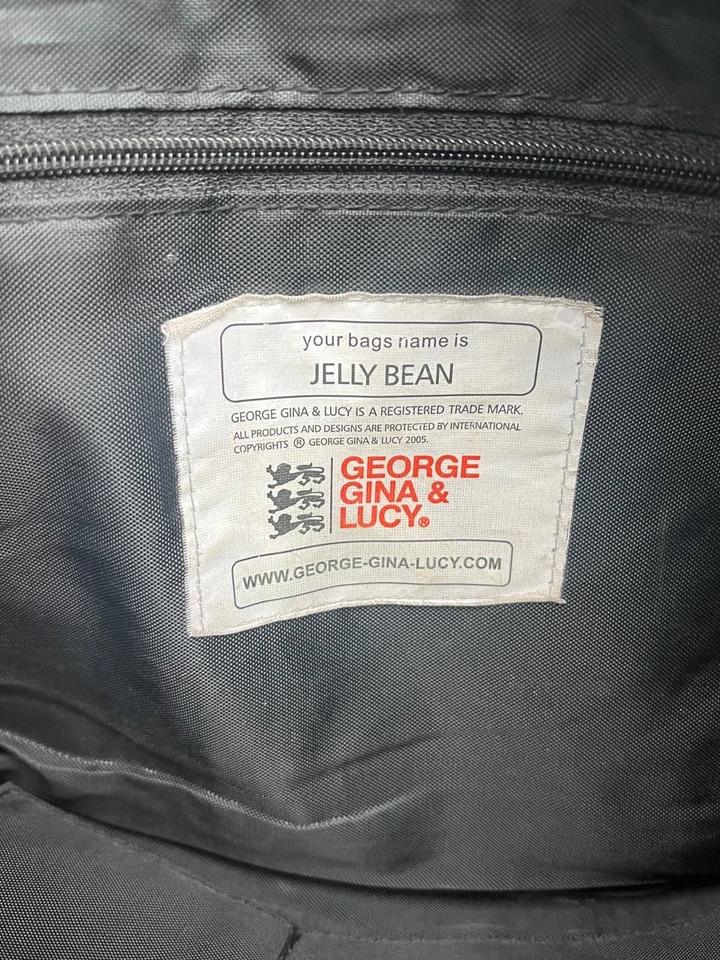 your bags name is
JELLY BEAN
GEORGE GINA & LUCY IS A REGISTERED TRADE MARK,
ALL PRODUCTS AND DESIGNS ARE PROTECTED BY INTERNATIONAL
COPYRIGHTS ® GEORGE GINA & LUCY 2005.
GEORGE
GINA &
LUCY®
WWW.GEORGE-GINA-LUCY.COM